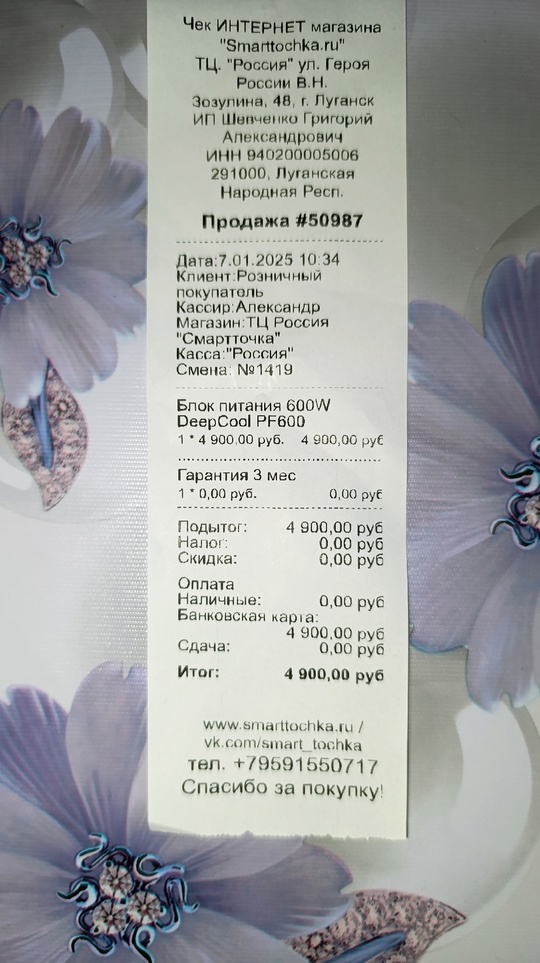 Чек ИНТЕРНЕТ магазина
"Smarttochka.ru"
ТЦ. "Россия" ул. Героя
России В.Н.
Зозулина, 48, г. Луганск
ИП Шевченко Григорий
Александрович
ИНН 940200005006
291000, Луганская
Народная Респ.
Продажа #50987
Дата:7.01.2025 10:34
Клиент:Розничный
покупатель
Кассир:Александр
Магазин:ТЦ Россия
"Смартточка"
Касса:"Россия"
Смена: №1419
Блок питания 600W
DeepCool PF600
1 * 4 900,00 руб. 4 900,00 руб
Гарантия 3 мес
1 * 0,00 руб. 0,00 руб
Подытог: 4 900,00 руб
Налог: 0,00 руб
Скидка: 0,00 руб
Оплата
Наличные: 0,00 руб
Банковская карта:
4 900,00 руб
Сдача: 0,00 руб
Итог: 4 900,00 руб
www.smarttochka.ru /
vk.com/smart_tochka
тел. +79591550717
Спасибо за покупку!